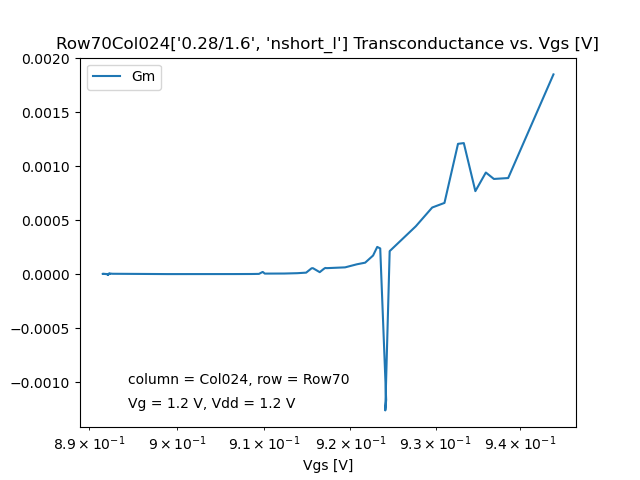 Row70Col024['0.28/1.6', 'nshort_l'] Transconductance vs. Vgs [V]
Gm
0.0020
0.0015
0.0010
0.0005
0.0000
−0.0005
−0.0010
column = Col024, row = Row70
Vg = 1.2 V, Vdd = 1.2 V
8.9 × 10⁻¹ 9 × 10⁻¹ 9.1 × 10⁻¹ 9.2 × 10⁻¹ 9.3 × 10⁻¹ 9.4 × 10⁻¹
Vgs [V]